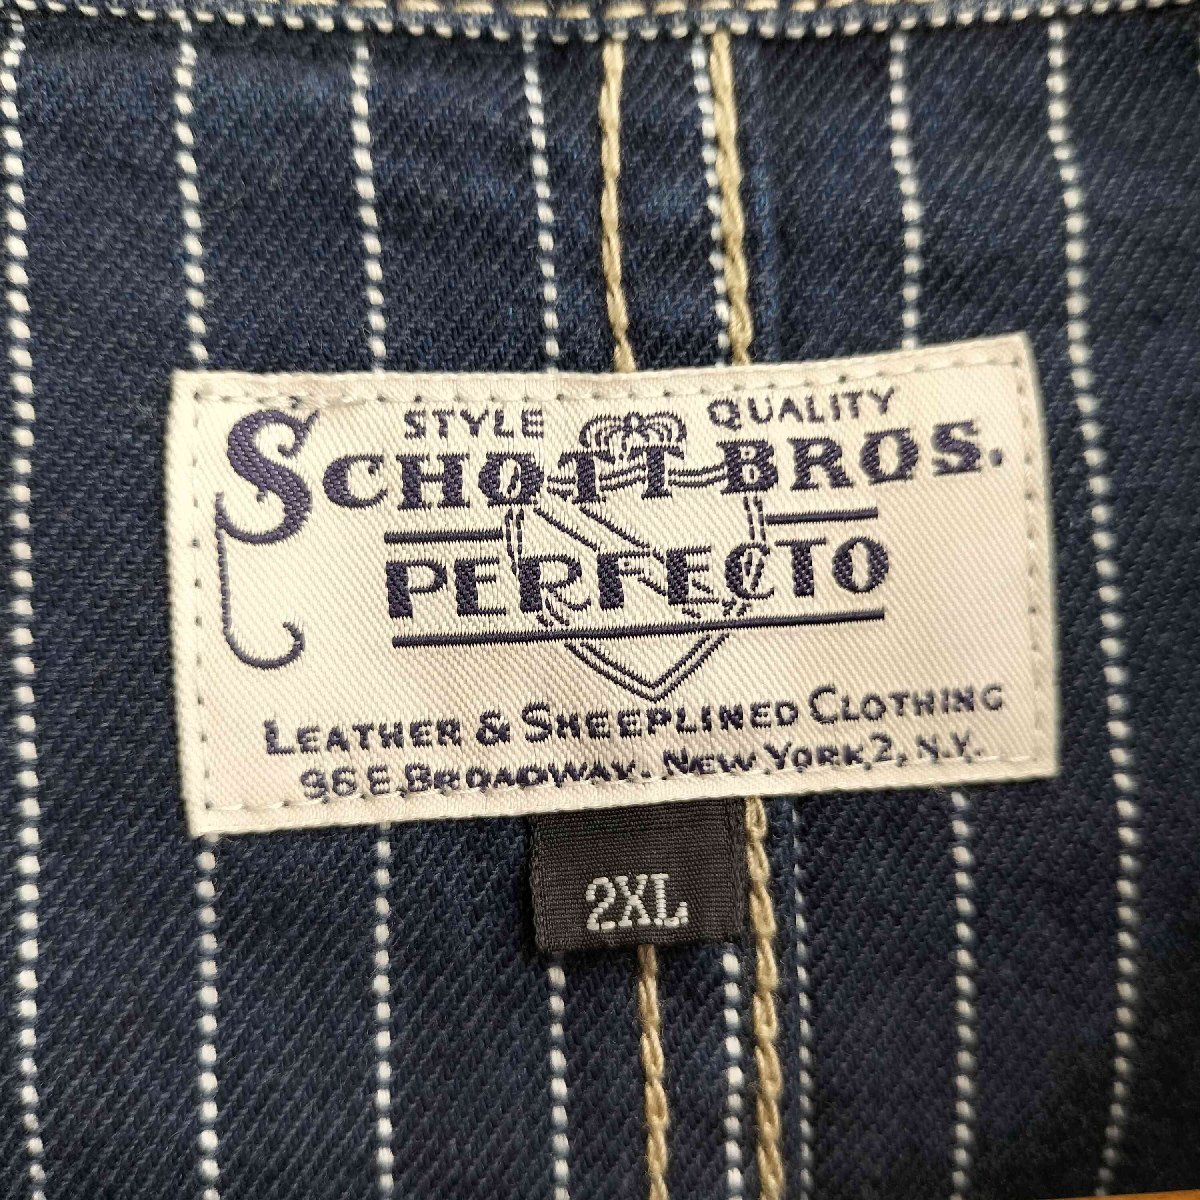 STYLE QUALITY
SCHOTT BROS.
PERFECTO
LEATHER & SHEEPLINED CLOTHING
96 E. BROADWAY. NEW YORK 2, N.Y.
2XL